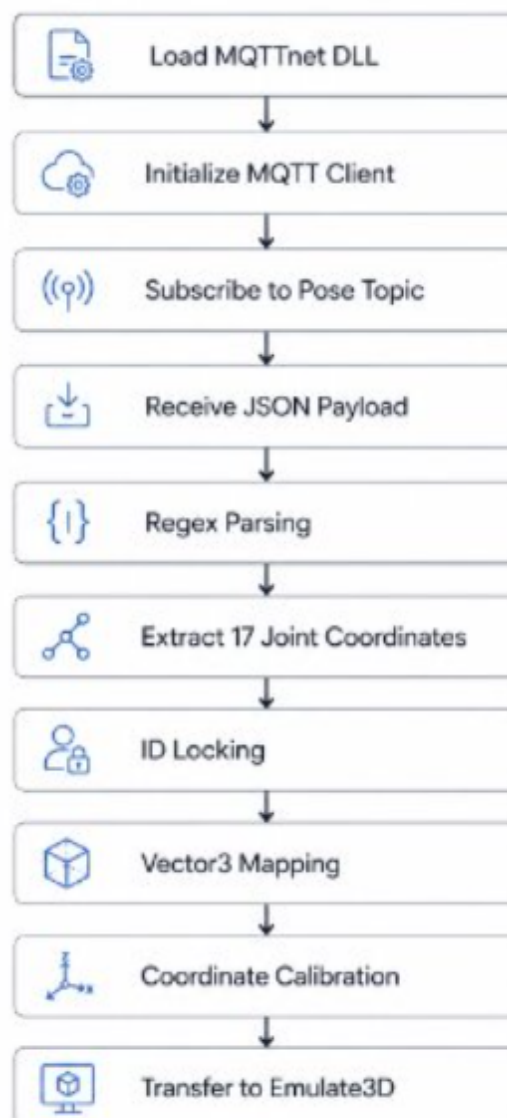 Load MQTTnet DLL
Initialize MQTT Client
Subscribe to Pose Topic
Receive JSON Payload
Regex Parsing
Extract 17 Joint Coordinates
ID Locking
Vector3 Mapping
Coordinate Calibration
Transfer to Emulate3D